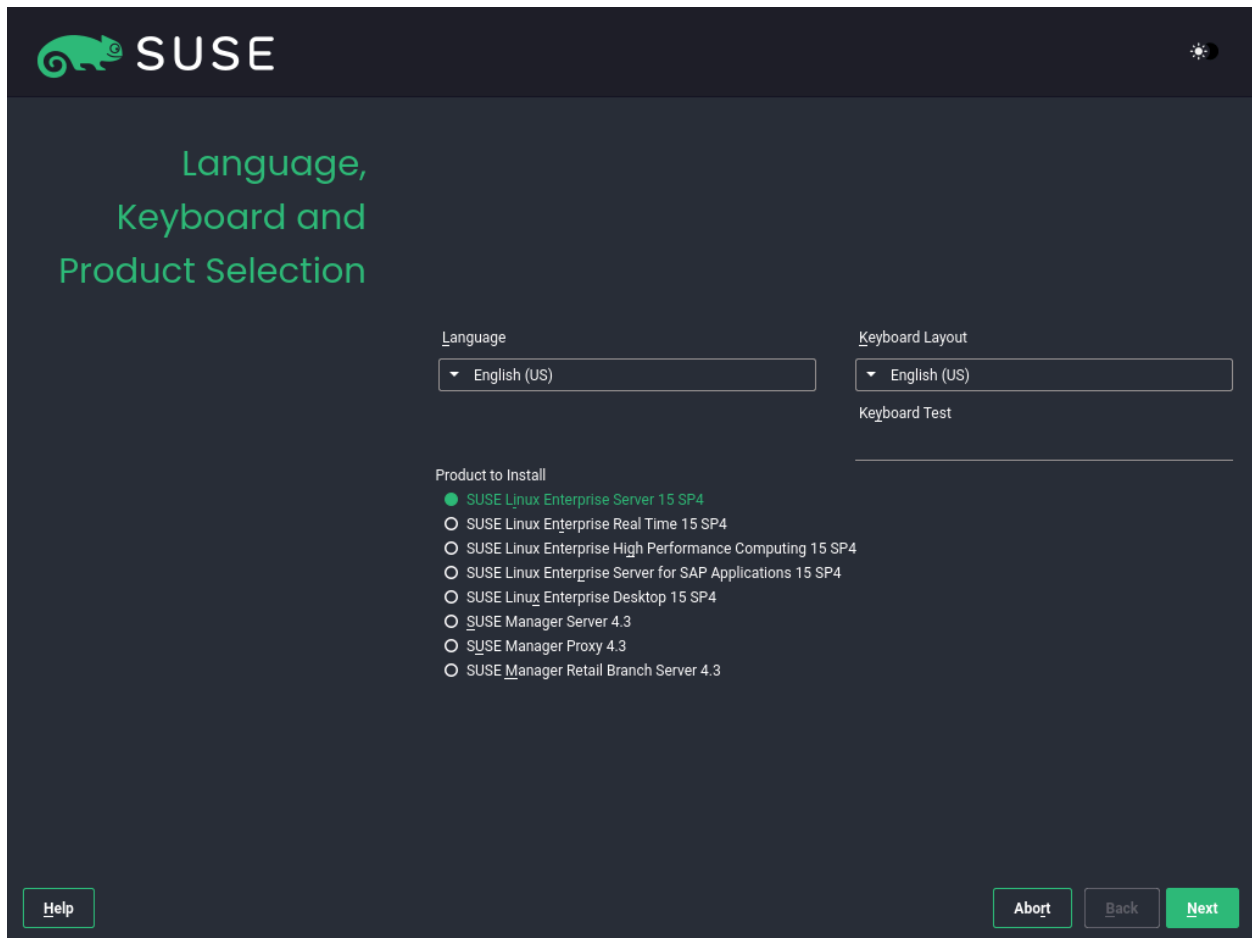 SUSE
Language,
Keyboard and
Product Selection
Language
Keyboard Layout
English (US)
English (US)
Keyboard Test
Product to Install
SUSE Linux Enterprise Server 15 SP4
SUSE Linux Enterprise Real Time 15 SP4
SUSE Linux Enterprise High Performance Computing 15 SP4
SUSE Linux Enterprise Server for SAP Applications 15 SP4
SUSE Linux Enterprise Desktop 15 SP4
SUSE Manager Server 4.3
SUSE Manager Proxy 4.3
SUSE Manager Retail Branch Server 4.3
Help
Abort
Back
Next